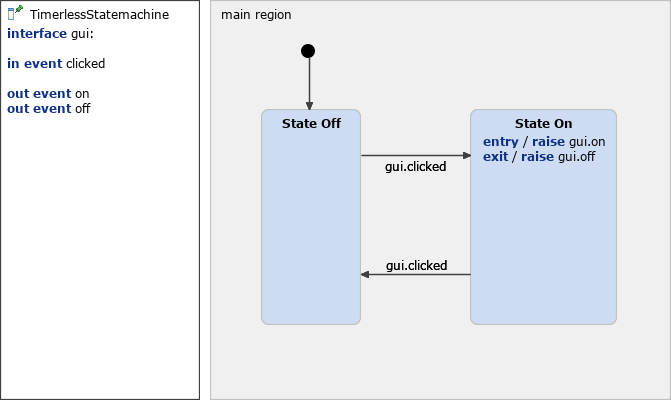 TimerlessStatemachine
interface gui:
in event clicked
out event on
out event off
main region
State Off
State On
entry / raise gui.on
exit / raise gui.off
gui.clicked
gui.clicked